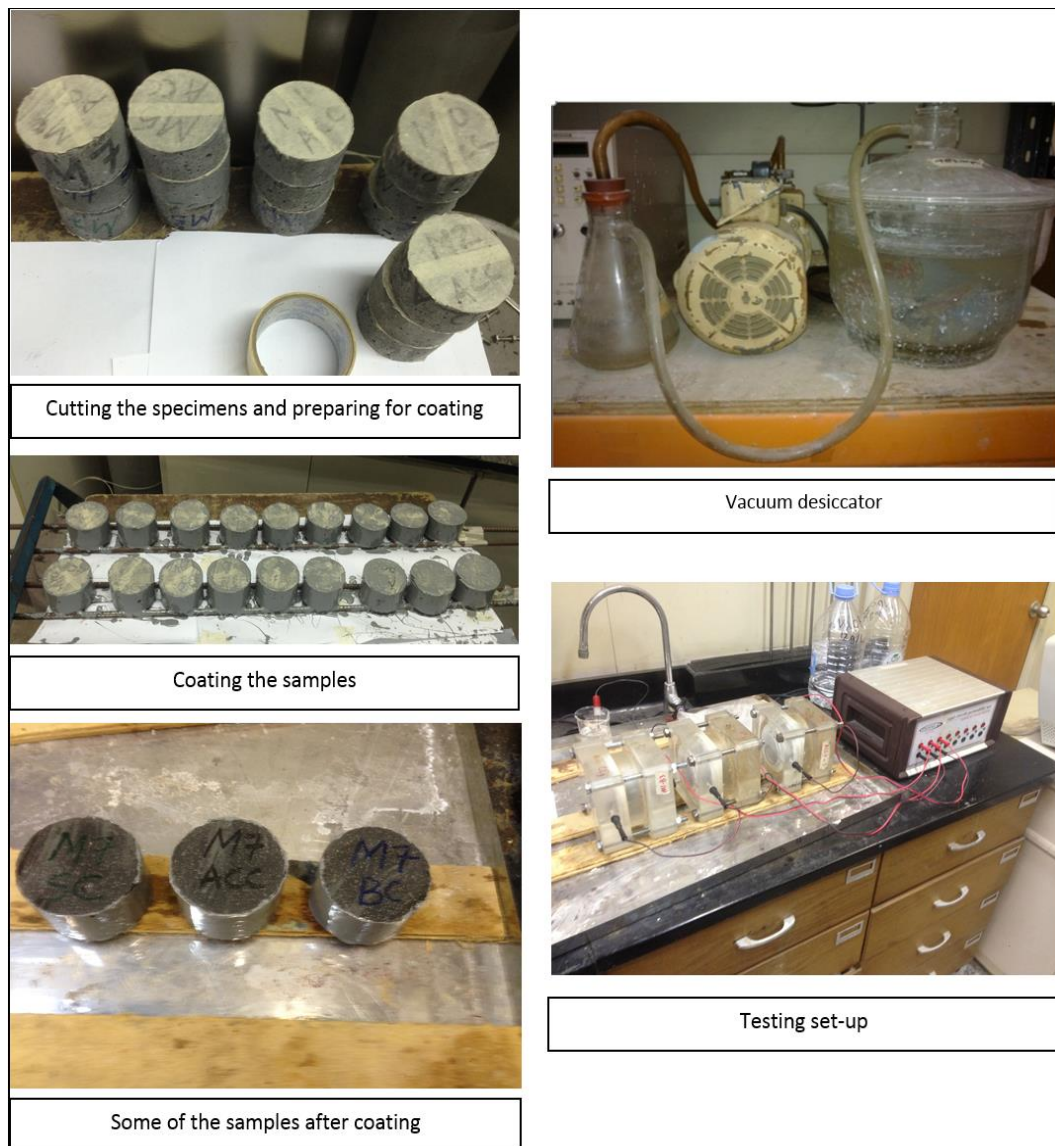 M7
Cutting the specimens and preparing for coating
Coating the samples
M7
SC
M7
ACC
M7
BC
Some of the samples after coating
Vacuum desiccator
Testing set-up